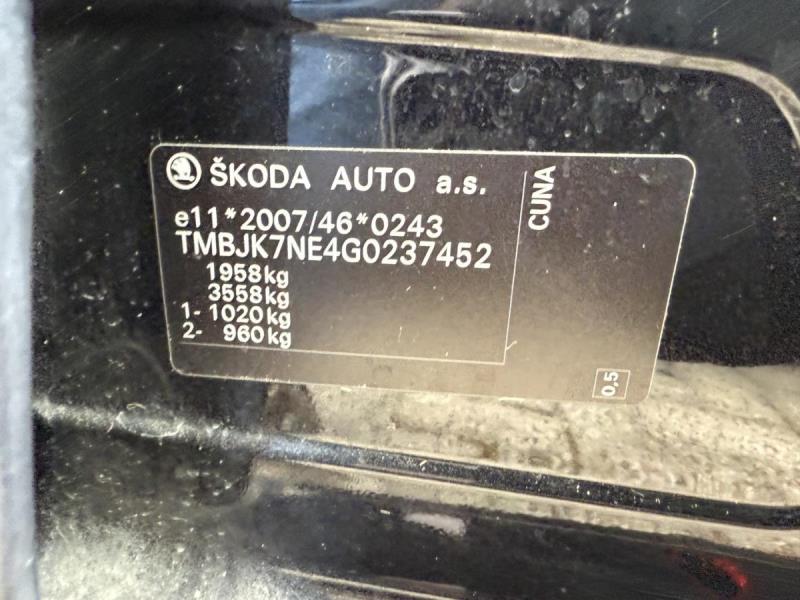 ŠKODA AUTO a.s.
e11*2007/46*0243
TMBJK7NE4G0237452
1958kg
3558kg
1- 1020kg
2- 960kg
CUNA
0,5